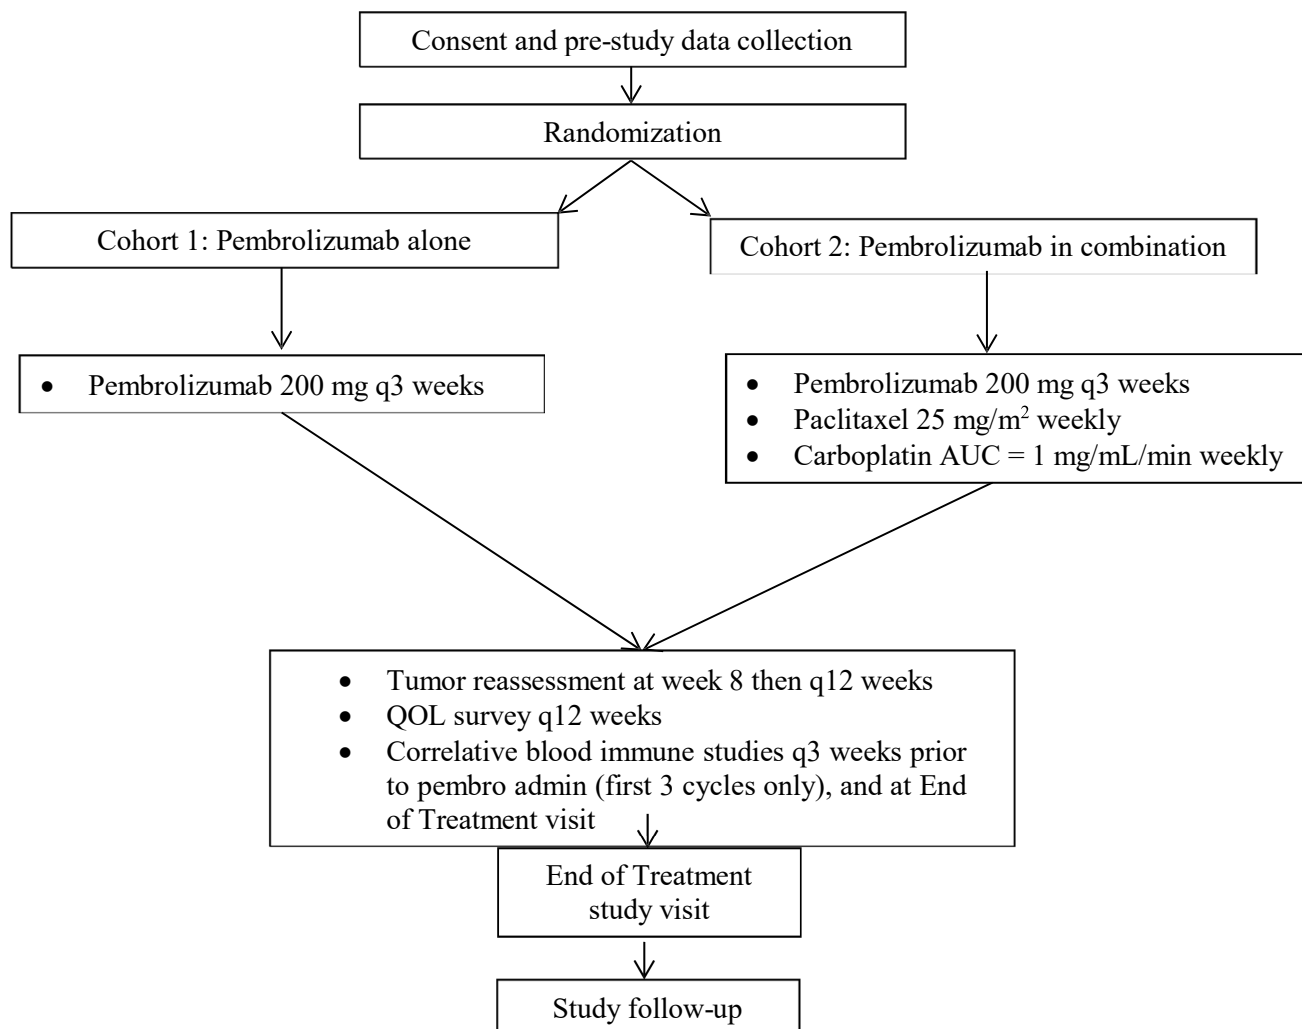 Consent and pre-study data collection
Randomization
Cohort 1: Pembrolizumab alone
Cohort 2: Pembrolizumab in combination
• Pembrolizumab 200 mg q3 weeks
• Pembrolizumab 200 mg q3 weeks
• Paclitaxel 25 mg/m² weekly
• Carboplatin AUC = 1 mg/mL/min weekly
• Tumor reassessment at week 8 then q12 weeks
• QOL survey q12 weeks
• Correlative blood immune studies q3 weeks prior
to pembro admin (first 3 cycles only), and at End
of Treatment visit
End of Treatment
study visit
Study follow-up